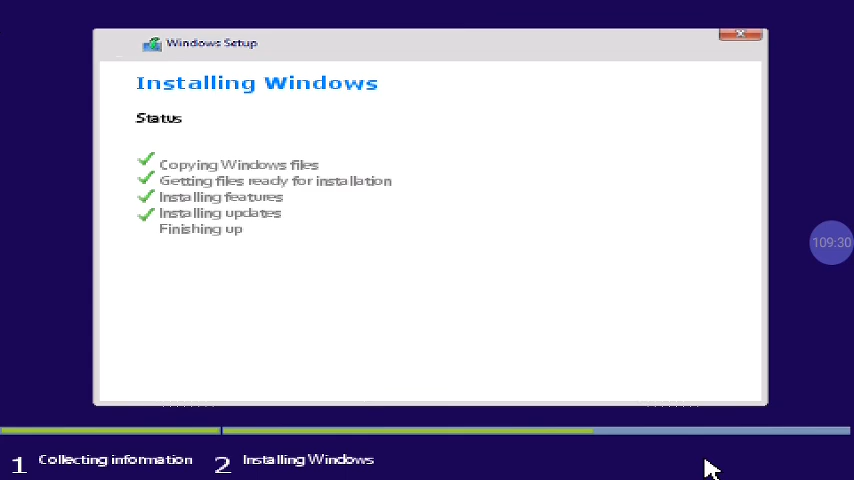 Windows Setup
Installing Windows
Status
Copying Windows files
Getting files ready for installation
Installing features
Installing updates
Finishing up
109:30
1 Collecting information 2 Installing Windows